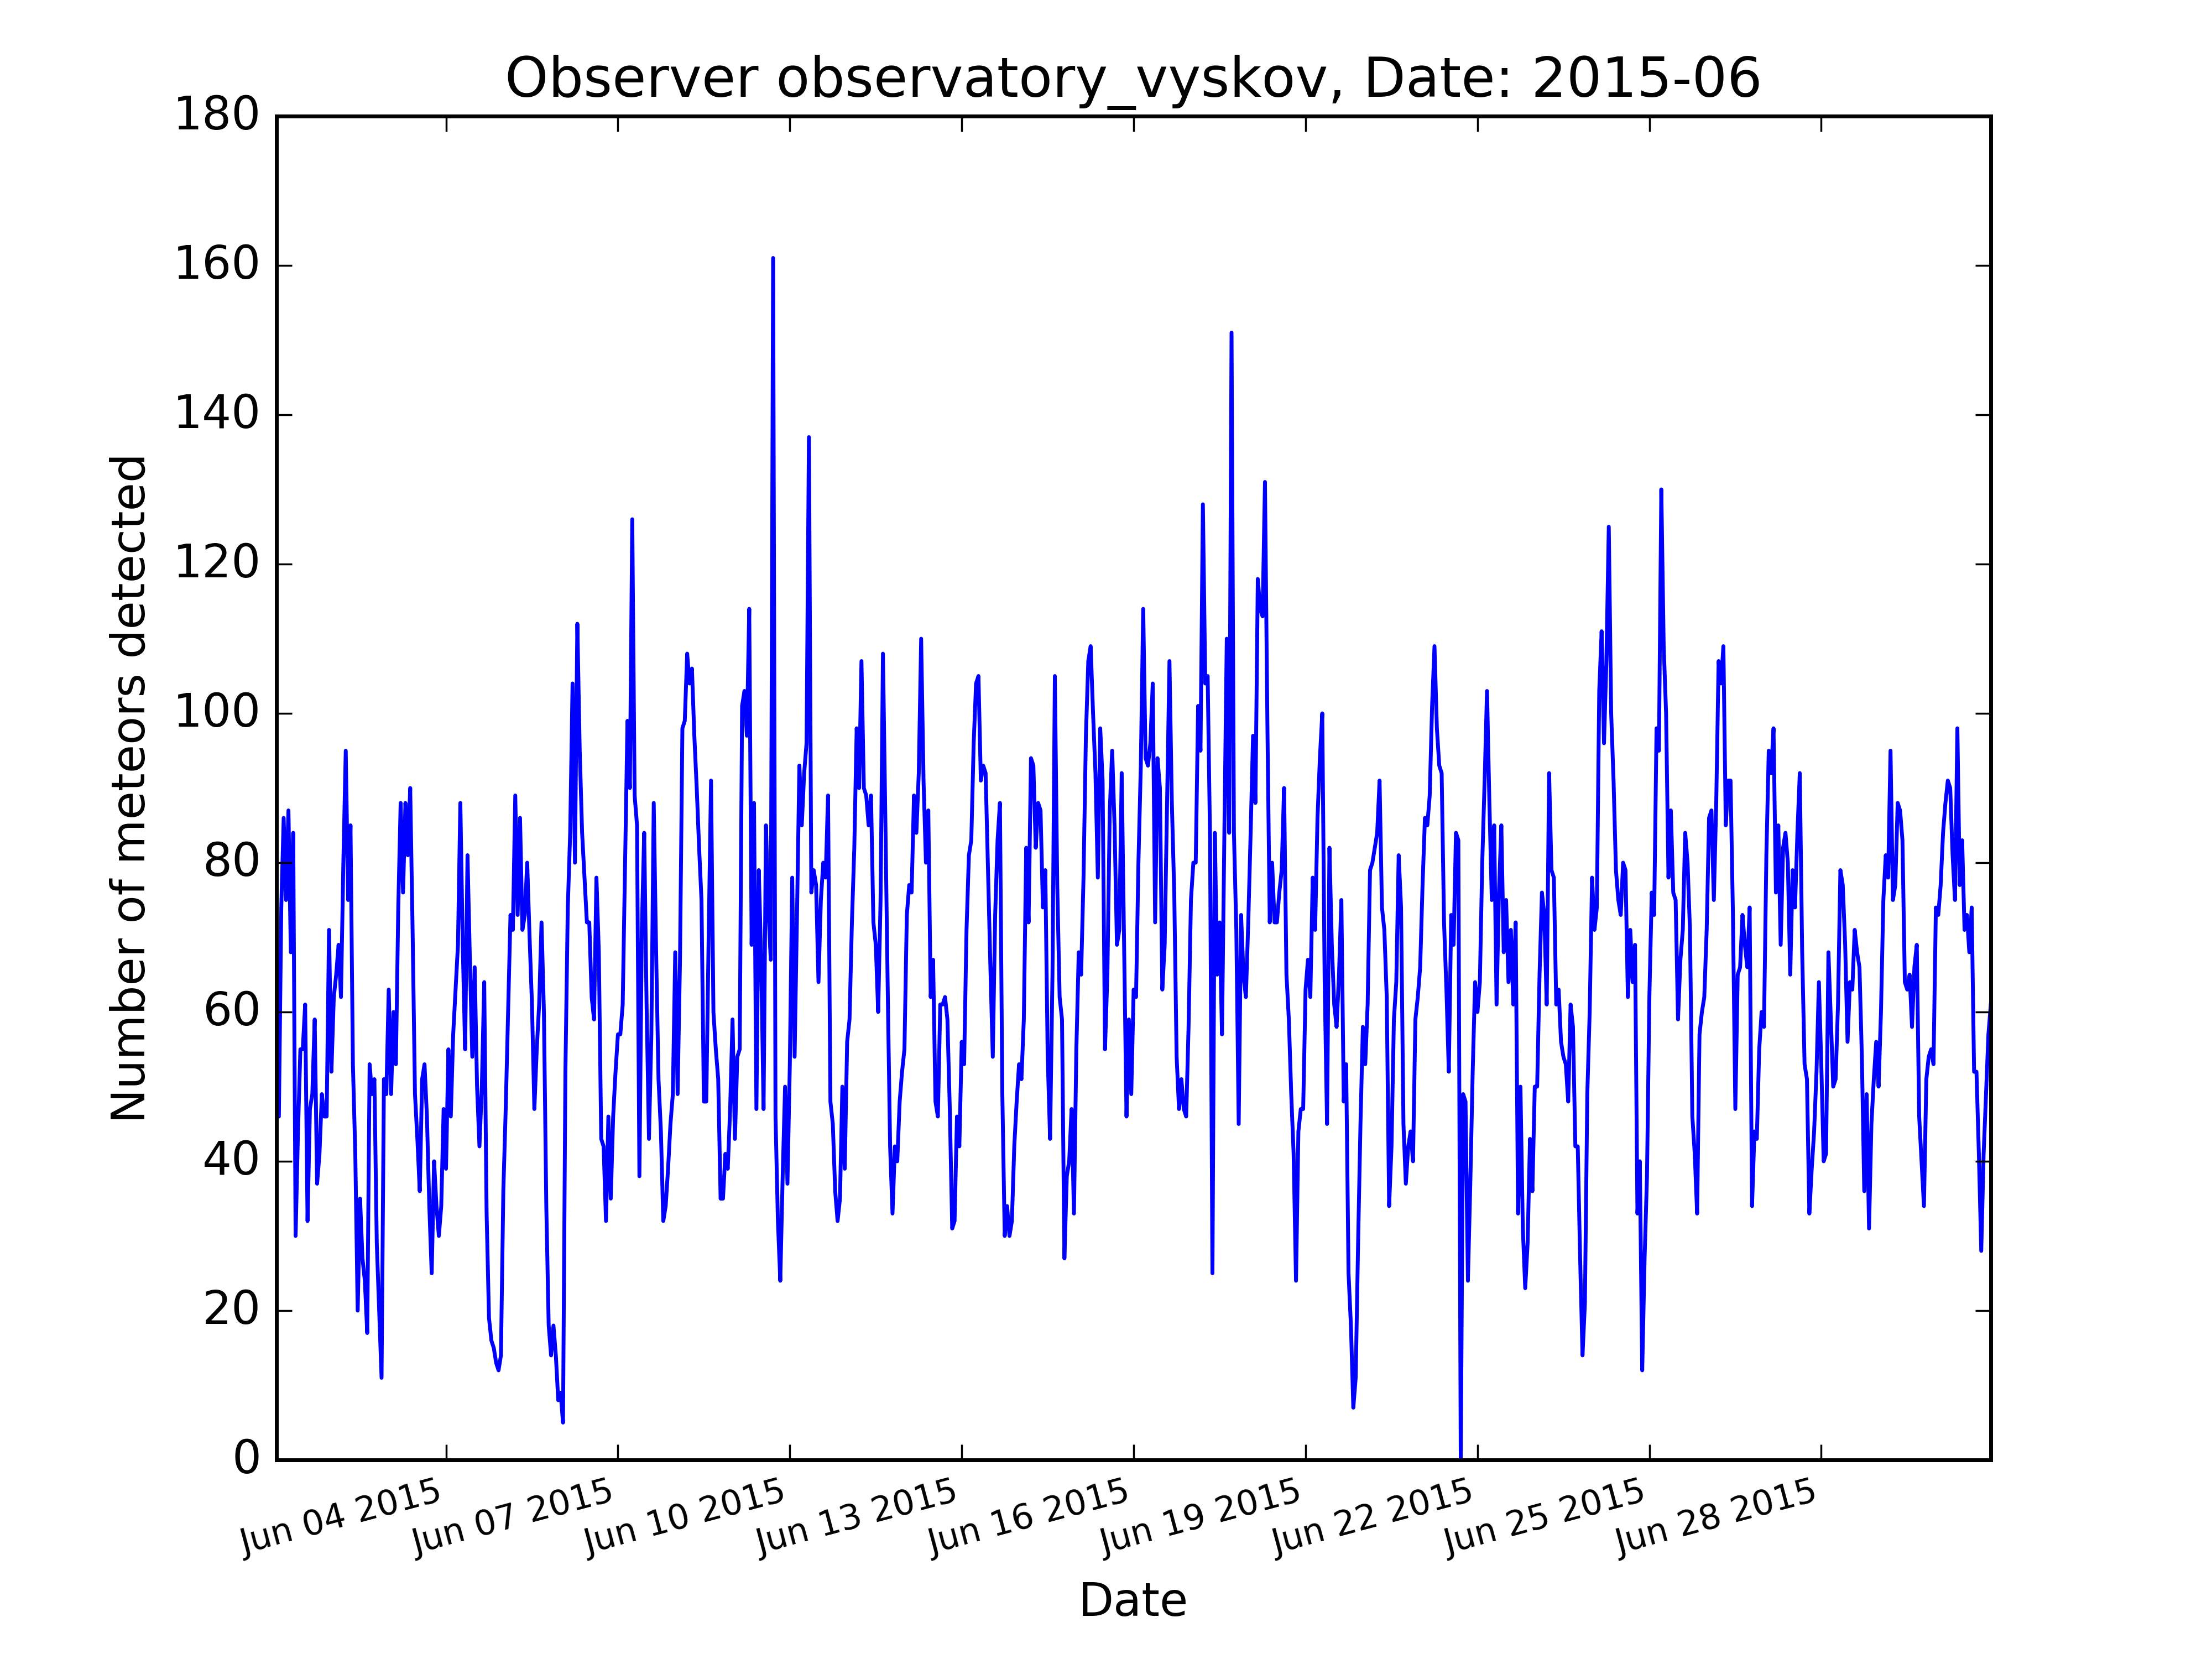 Observer observatory_vyskov, Date: 2015-06
Number of meteors detected
180
160
140
120
100
80
60
40
20
0
Jun 04 2015
Jun 07 2015
Jun 10 2015
Jun 13 2015
Jun 16 2015
Jun 19 2015
Jun 22 2015
Jun 25 2015
Jun 28 2015
Date